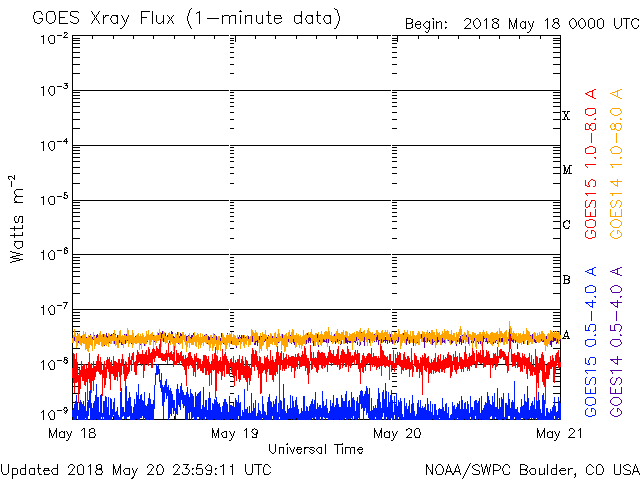 GOES Xray Flux (1-minute data)
Begin: 2018 May 18 0000 UTC
10⁻²
10⁻³
10⁻⁴
10⁻⁵
10⁻⁶
10⁻⁷
10⁻⁸
10⁻⁹
Watts m⁻²
X
M
C
B
A
GOES15 1.0-8.0 A
GOES14 1.0-8.0 A
GOES15 0.5-4.0 A
GOES14 0.5-4.0 A
May 18 May 19 May 20 May 21
Universal Time
Updated 2018 May 20 23:59:11 UTC
NOAA/SWPC Boulder, CO USA